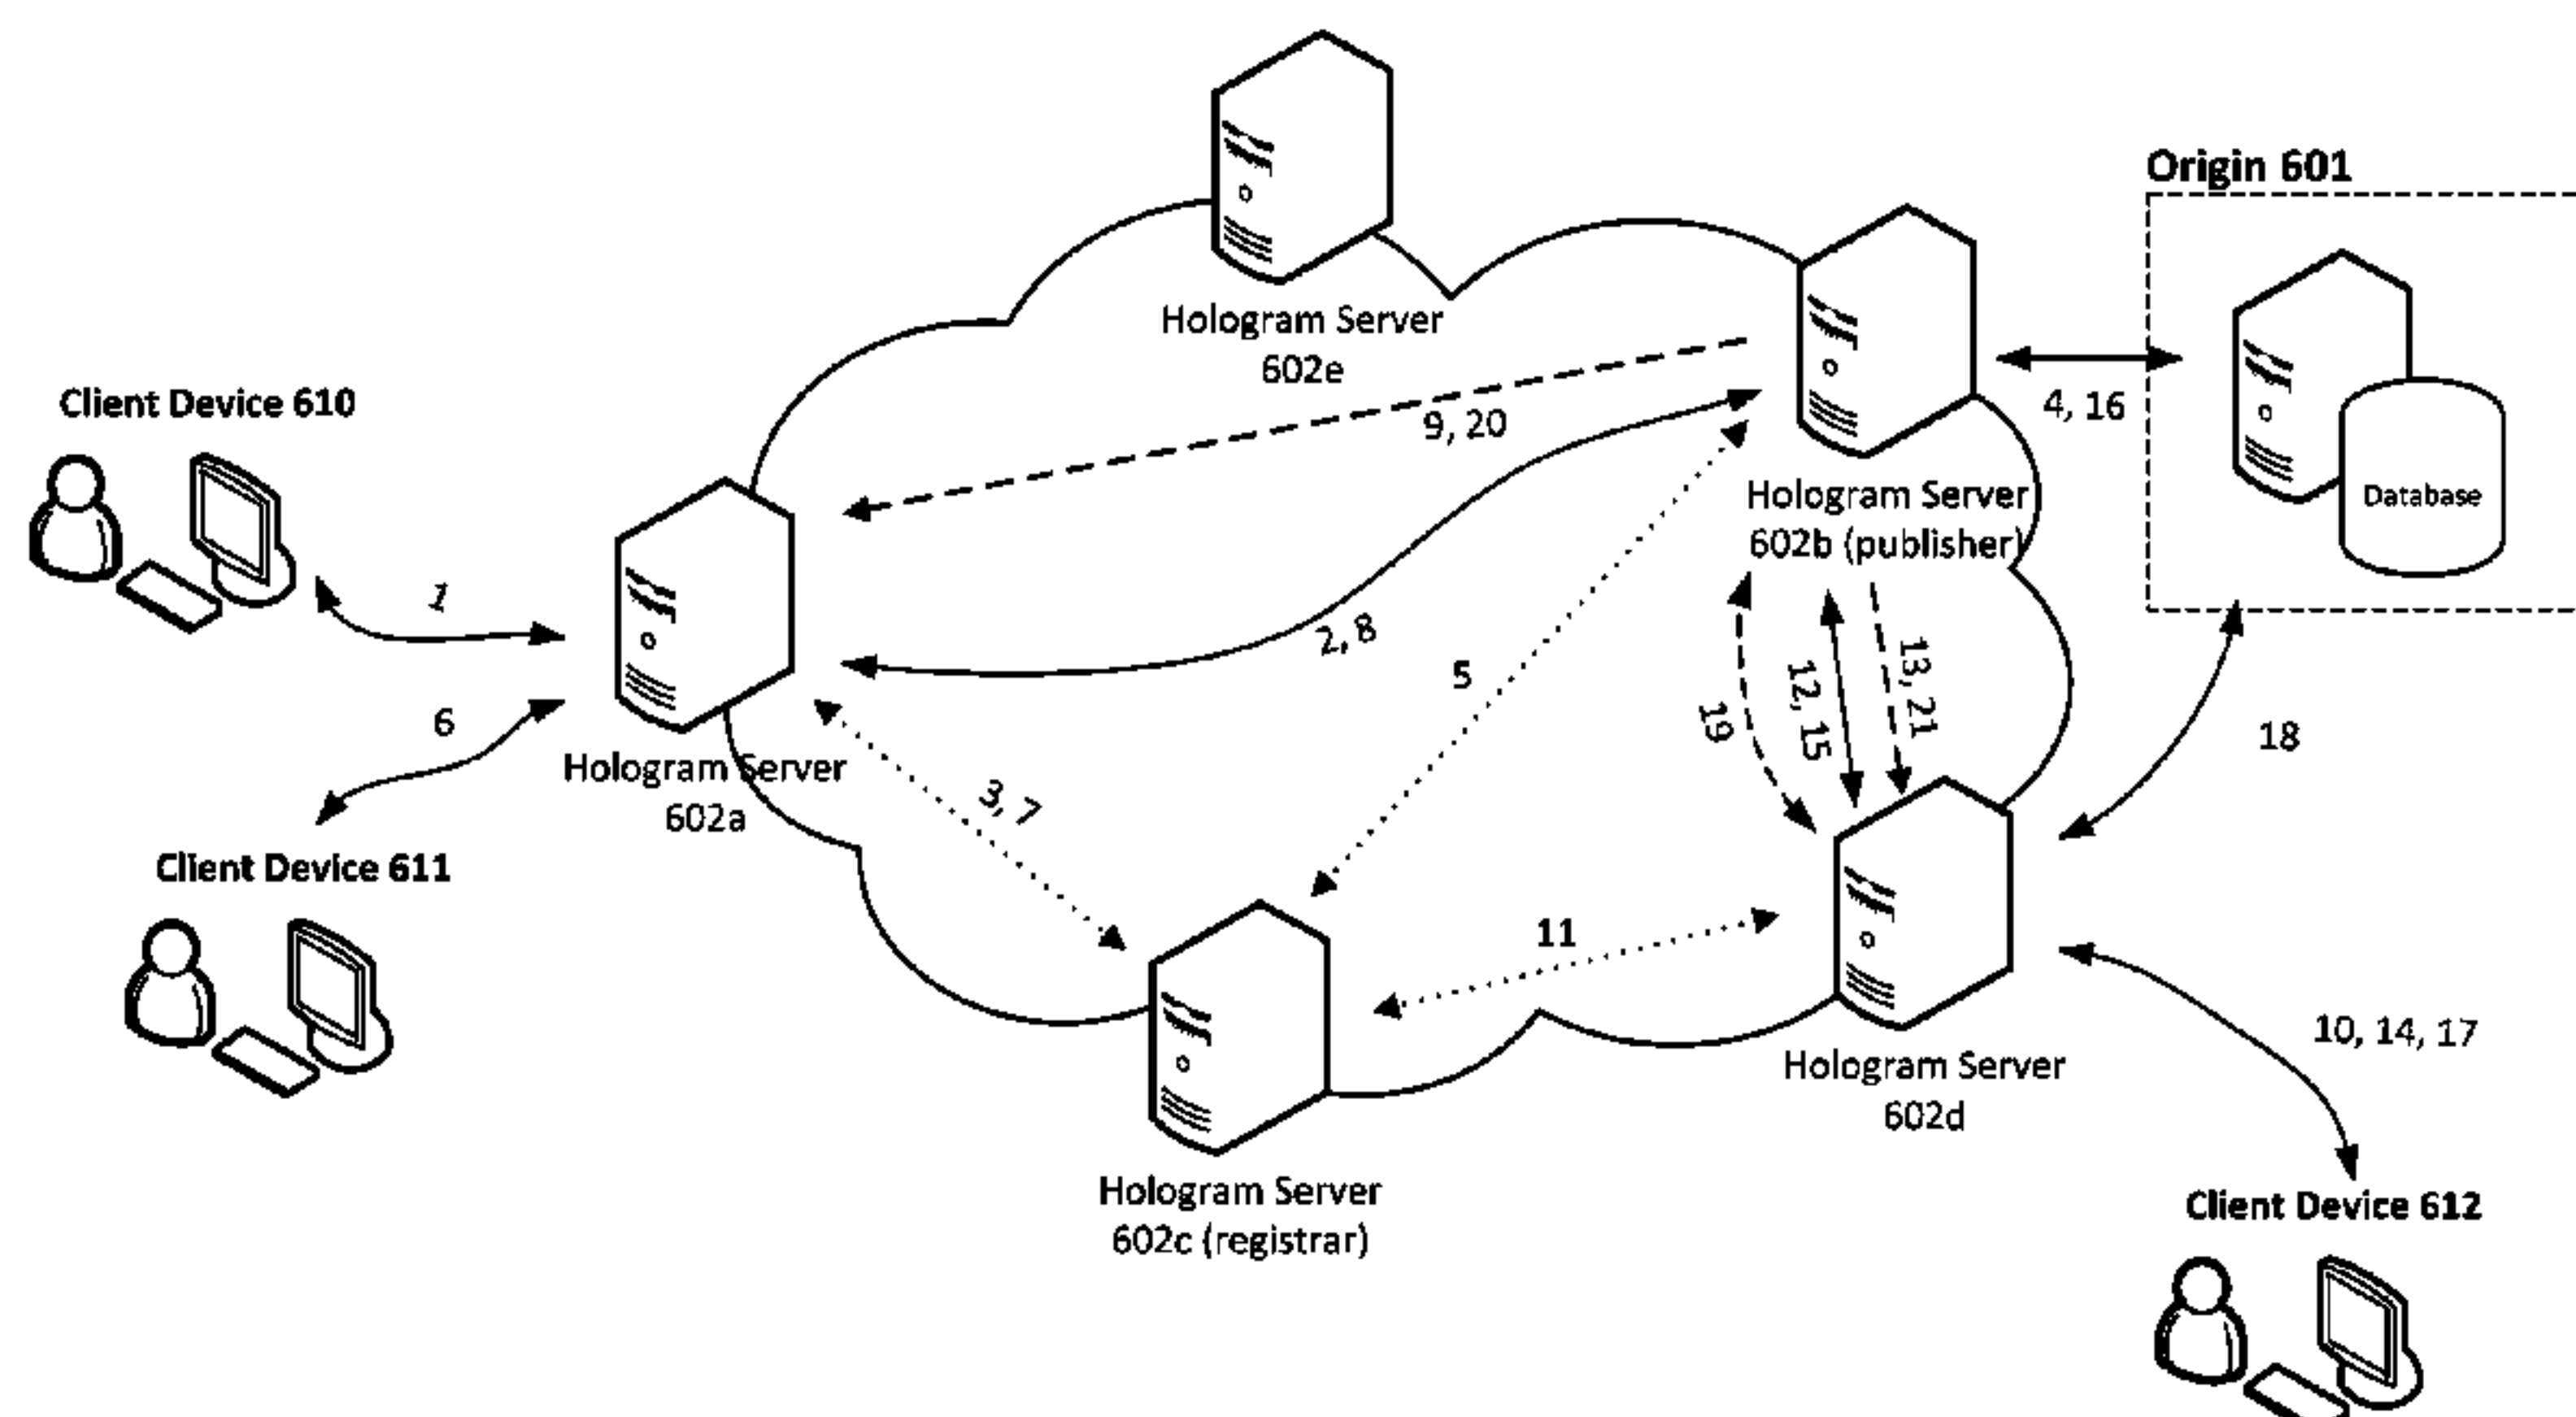 Origin 601
Hologram Server
602e
Client Device 610
9, 20
4, 16
Hologram Server
602b (publisher)
Database
1
2, 8
5
19
12, 15
13, 21
18
6
Hologram Server
602a
3, 7
Client Device 611
11
10, 14, 17
Hologram Server
602d
Hologram Server
602c (registrar)
Client Device 612